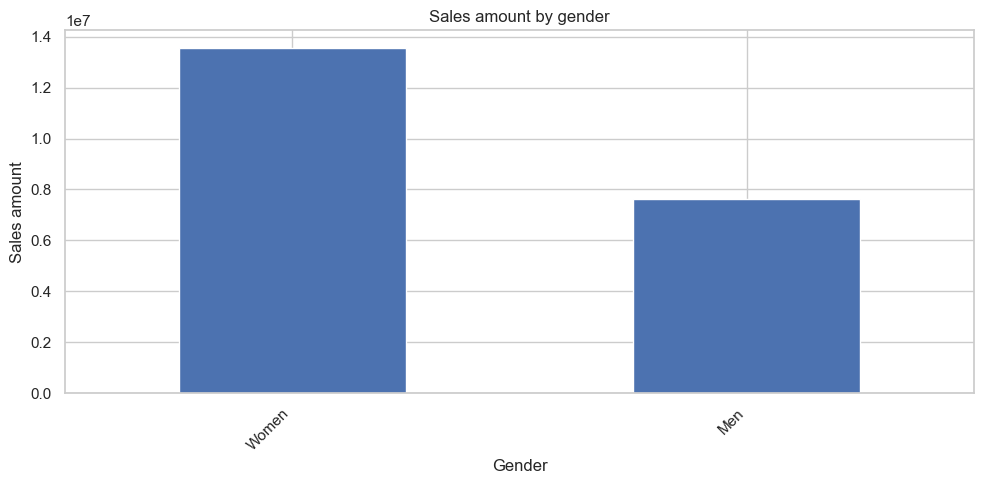 Sales amount by gender
1e7
1.4
1.2
1.0
0.8
0.6
0.4
0.2
0.0
Sales amount
Women
Men
Gender